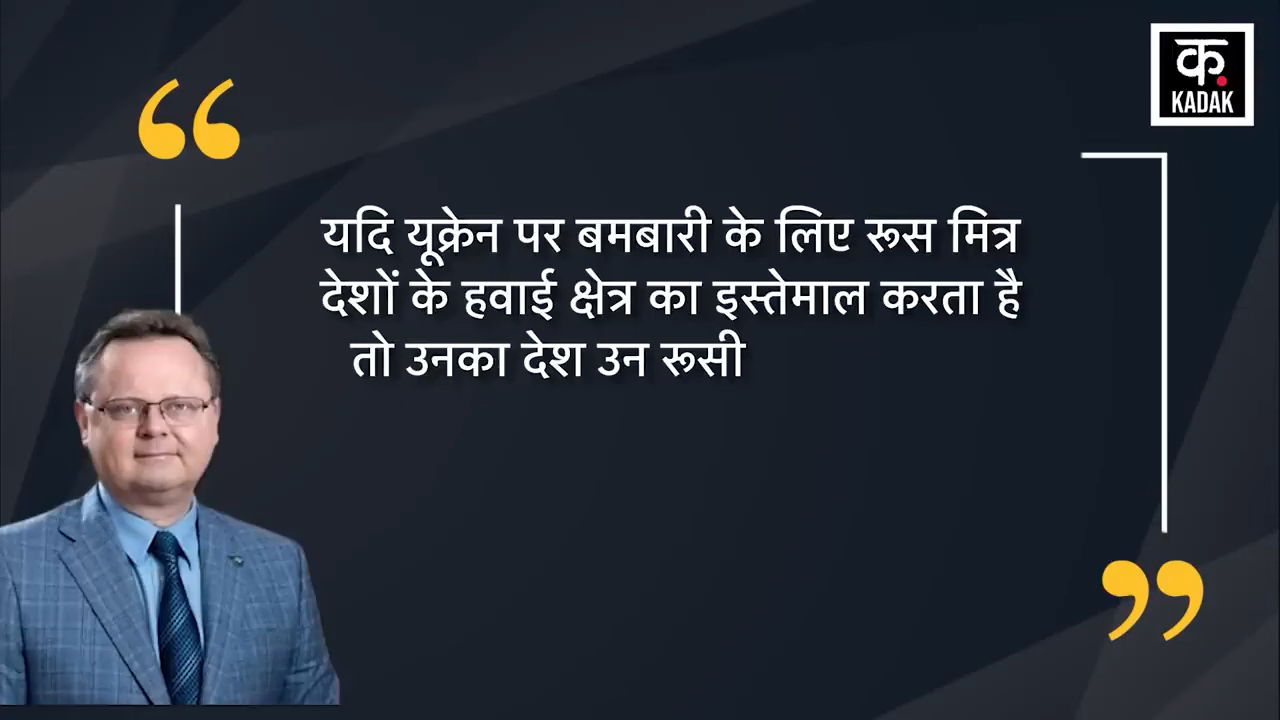 क.
KADAK
यदि यूक्रेन पर बमबारी के लिए रूस मित्र
देशों के हवाई क्षेत्र का इस्तेमाल करता है
तो उनका देश उन रूसी